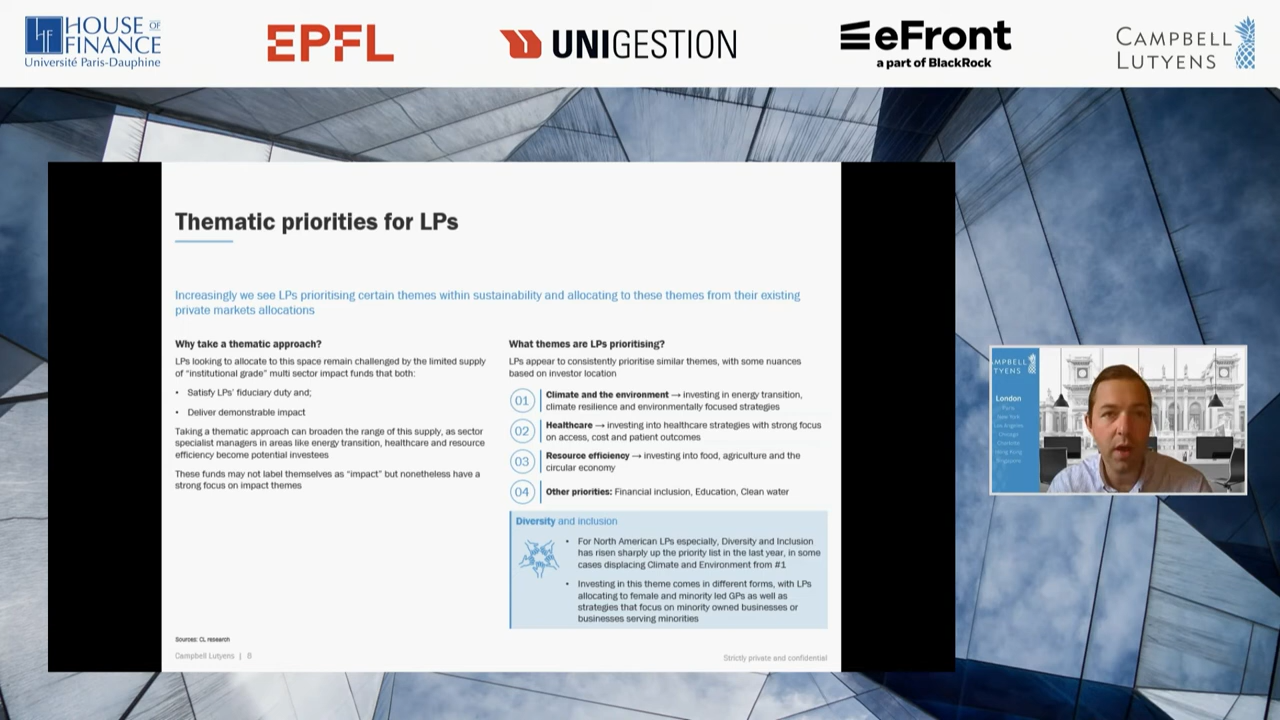 HOUSE OF
FINANCE
Université Paris-Dauphine
EPFL
UNIGESTION
eFront
a part of BlackRock
CAMPBELL
LUTYENS
Thematic priorities for LPs
Increasingly we see LPs prioritising certain themes within sustainability and allocating to these themes from their existing
private markets allocations
Why take a thematic approach?
LPs looking to allocate to this space remain challenged by the limited supply
of "institutional grade" multi sector impact funds that both:
• Satisfy LPs' fiduciary duty and;
• Deliver demonstrable impact
Taking a thematic approach can broaden the range of this supply, as sector
specialist managers in areas like energy transition, healthcare and resource
efficiency become potential investees
These funds may not label themselves as "impact" but nonetheless have a
strong focus on impact themes
What themes are LPs prioritising?
LPs appear to consistently prioritise similar themes, with some nuances
based on investor location
01 Climate and the environment → investing in energy transition,
climate resilience and environmentally focused strategies
02 Healthcare → investing into healthcare strategies with strong focus
on access, cost and patient outcomes
03 Resource efficiency → investing into food, agriculture and the
circular economy
04 Other priorities: Financial inclusion, Education, Clean water
Diversity and inclusion
• For North American LPs especially, Diversity and Inclusion
has risen sharply up the priority list in the last year, in some
cases displacing Climate and Environment from #1
• Investing in this theme comes in different forms, with LPs
allocating to female and minority led GPs as well as
strategies that focus on minority owned businesses or
businesses serving minorities
Sources: CL research
Campbell Lutyens | 6
Strictly private and confidential
MPBELL
TYENS
London
Paris
New York
Los Angeles
Chicago
Charlotte
Hong Kong
Singapore